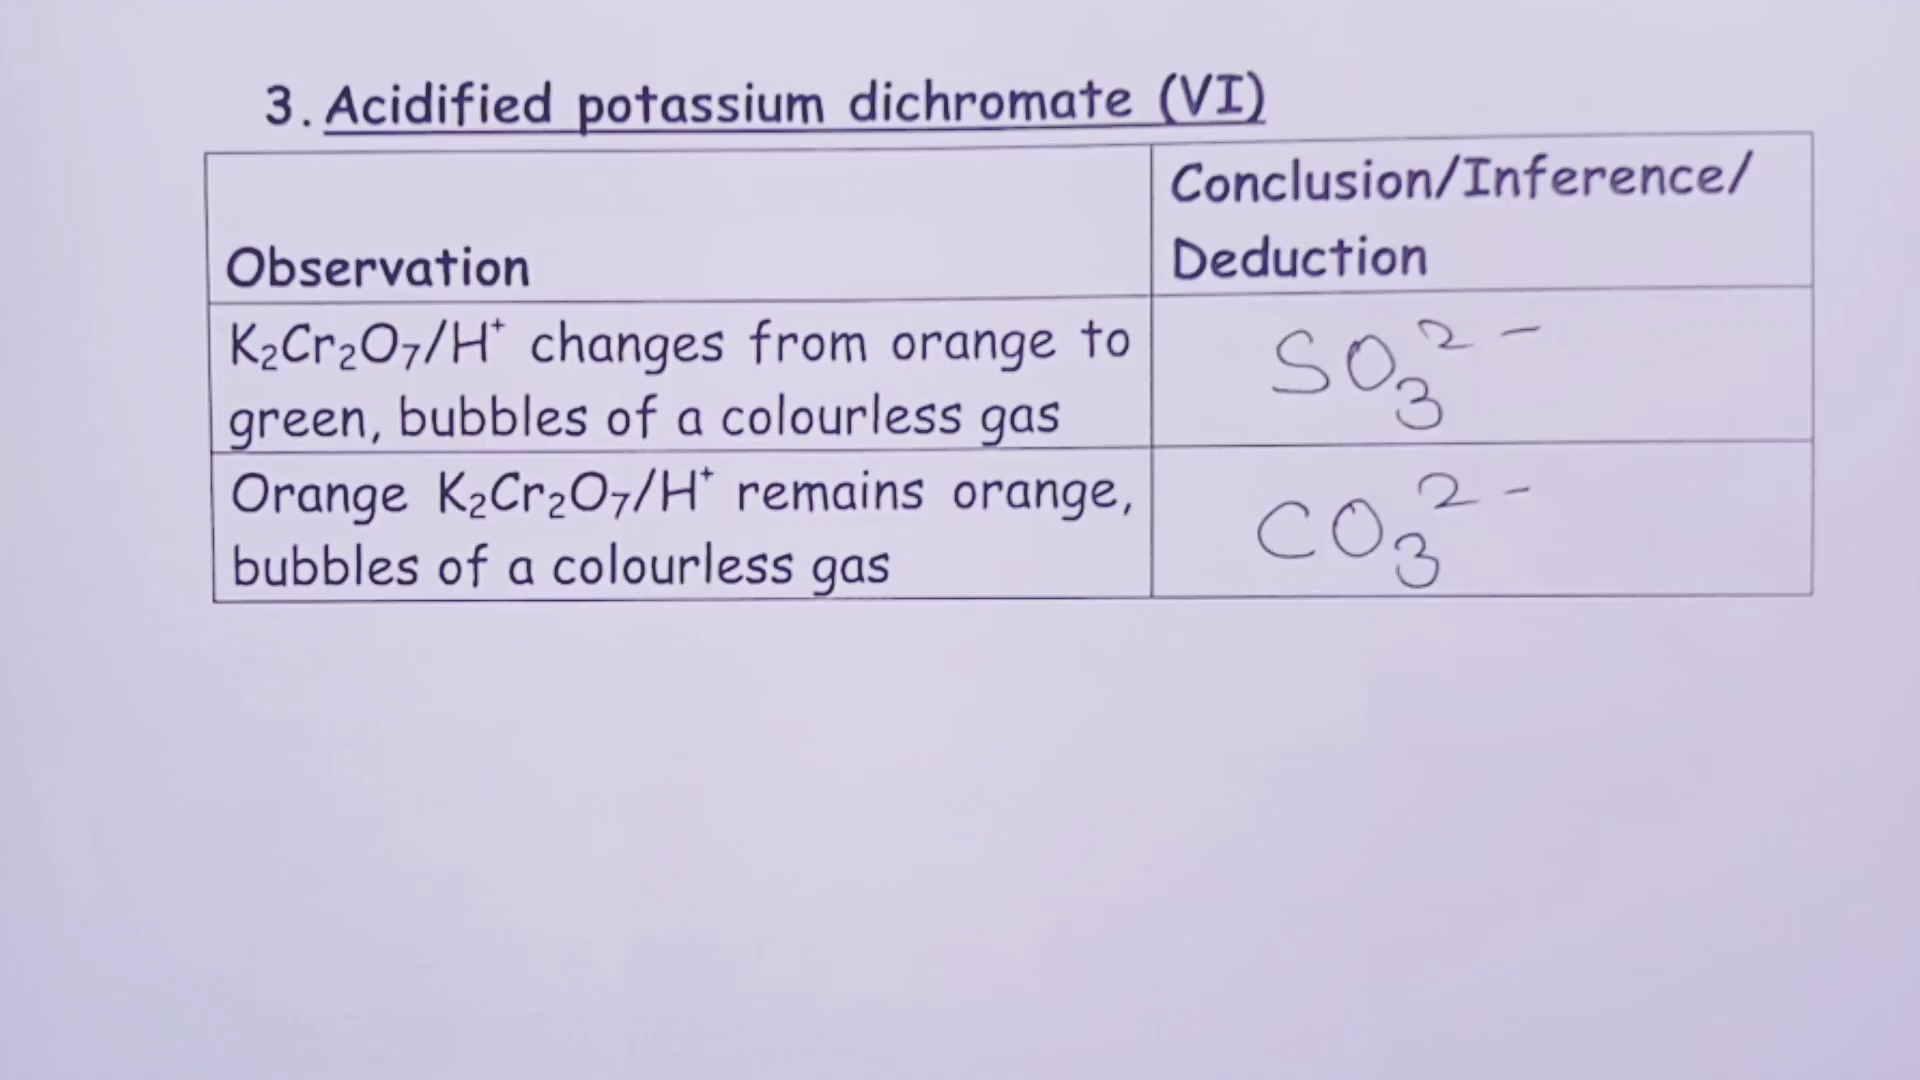 3. Acidified potassium dichromate (VI)
Conclusion/Inference/
Observation
Deduction
K₂Cr₂O₇/H⁺ changes from orange to
green, bubbles of a colourless gas
SO₃²⁻
Orange K₂Cr₂O₇/H⁺ remains orange,
bubbles of a colourless gas
CO₃²⁻